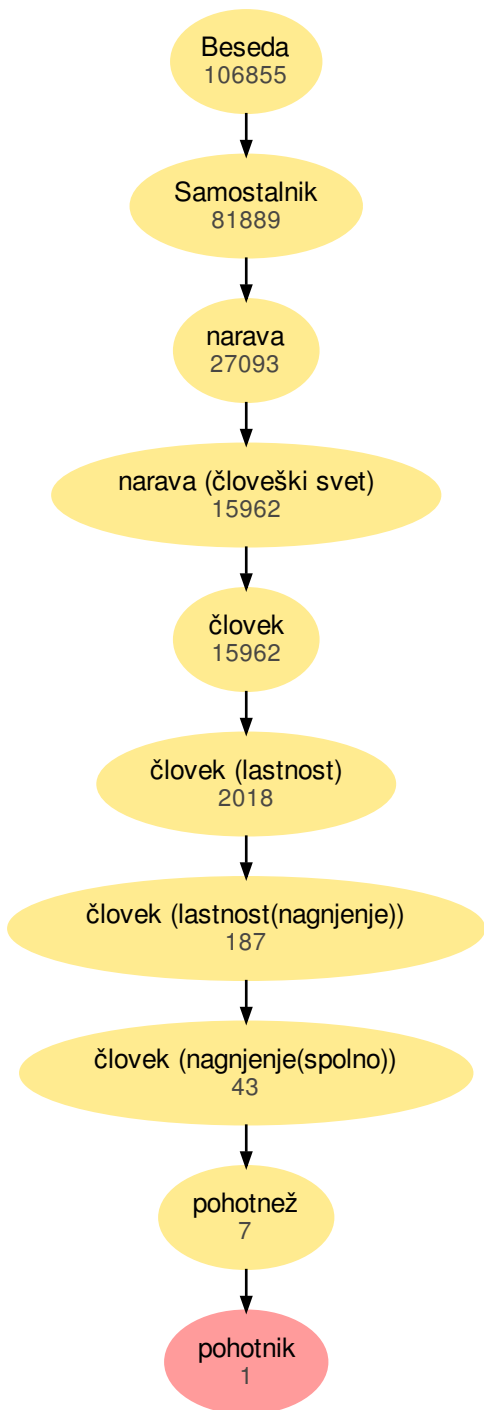 Beseda
106855
Samostalnik
81889
narava
27093
narava (človeški svet)
15962
človek
15962
človek (lastnost)
2018
človek (lastnost(nagnjenje))
187
človek (nagnjenje(spolno))
43
pohotnež
7
pohotnik
1